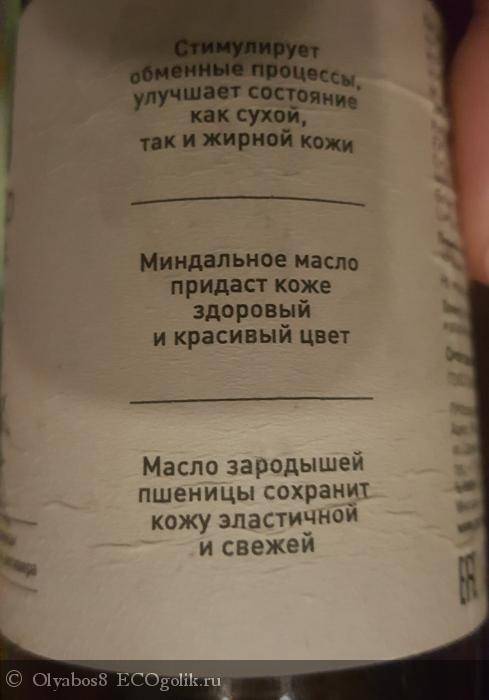 Стимулирует
обменные процессы,
улучшает состояние
как сухой,
так и жирной кожи
Миндальное масло
придаст коже
здоровый
и красивый цвет
Масло зародышей
пшеницы сохранит
кожу эластичной
и свежей
EAC
© Olyabos8 ECOgolik.ru